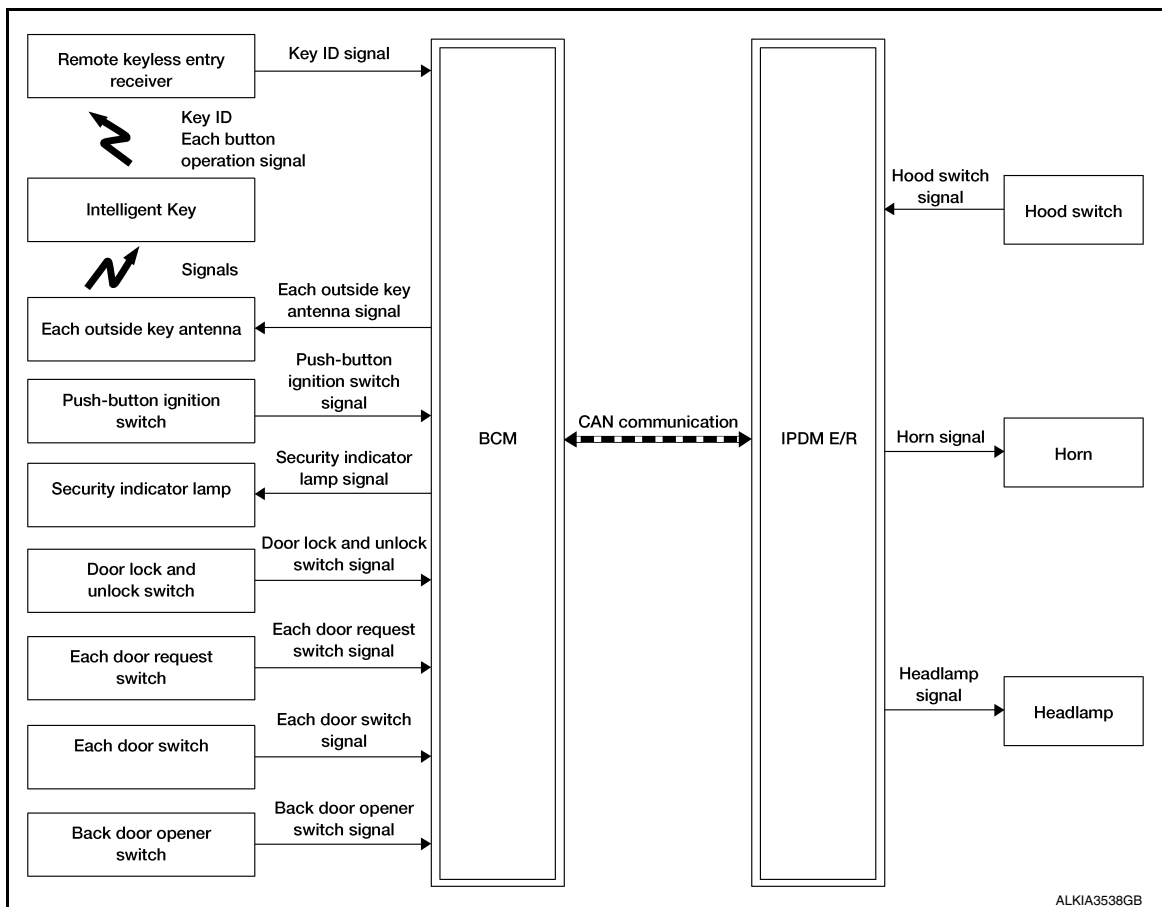 Remote keyless entry
receiver
Key ID signal
Key ID
Each button
operation signal
Intelligent Key
Signals
Each outside key antenna
Each outside key
antenna signal
Push-button ignition
switch
Push-button
ignition switch
signal
Security indicator lamp
Security indicator
lamp signal
Door lock and
unlock switch
Door lock and unlock
switch signal
Each door request
switch
Each door request
switch signal
Each door switch
Each door switch
signal
Back door opener
switch
Back door opener
switch signal
BCM
CAN communication
IPDM E/R
Hood switch
signal
Hood switch
Horn signal
Horn
Headlamp
signal
Headlamp
ALKIA3538GB